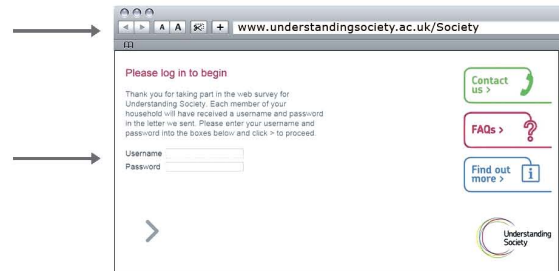 A A + www.understandingsociety.ac.uk/Society
Please log in to begin
Thank you for taking part in the web survey for
Understanding Society. Each member of your
household will have received a username and password
in the letter we sent. Please enter your username and
password into the boxes below and click > to proceed.
Username
Password
Contact
us >
FAQs >
?
Find out
more >
i
Understanding
Society